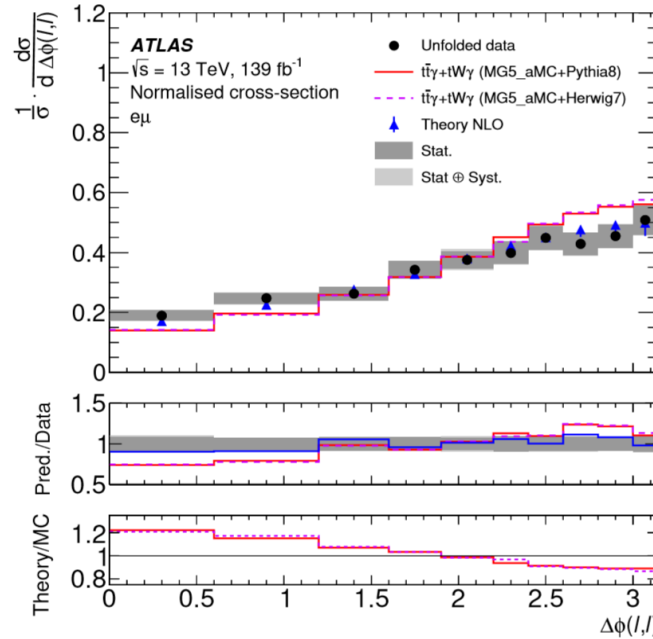 1/σ · dσ/d Δϕ(l,l)
1.2
1
0.8
0.6
0.4
0.2
0
ATLAS
√s = 13 TeV, 139 fb⁻¹
Normalised cross-section
eμ
Unfolded data
tt̄γ+tWγ (MG5_aMC+Pythia8)
tt̄γ+tWγ (MG5_aMC+Herwig7)
Theory NLO
Stat.
Stat ⊕ Syst.
Pred./Data
1.5
1
0.5
Theory/MC
1.2
1
0.8
0 0.5 1 1.5 2 2.5 3
Δϕ(l,l)